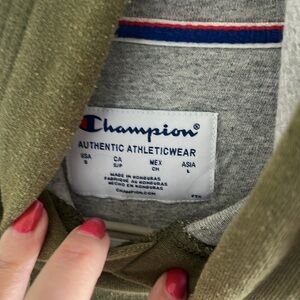 Champion®
AUTHENTIC ATHLETICWEAR
USA CA MEX ASIA
S S/P CH L
MADE IN HONDURAS
FABRIQUÉ AU HONDURAS
HECHO EN HONDURAS
CHAMPION.COM